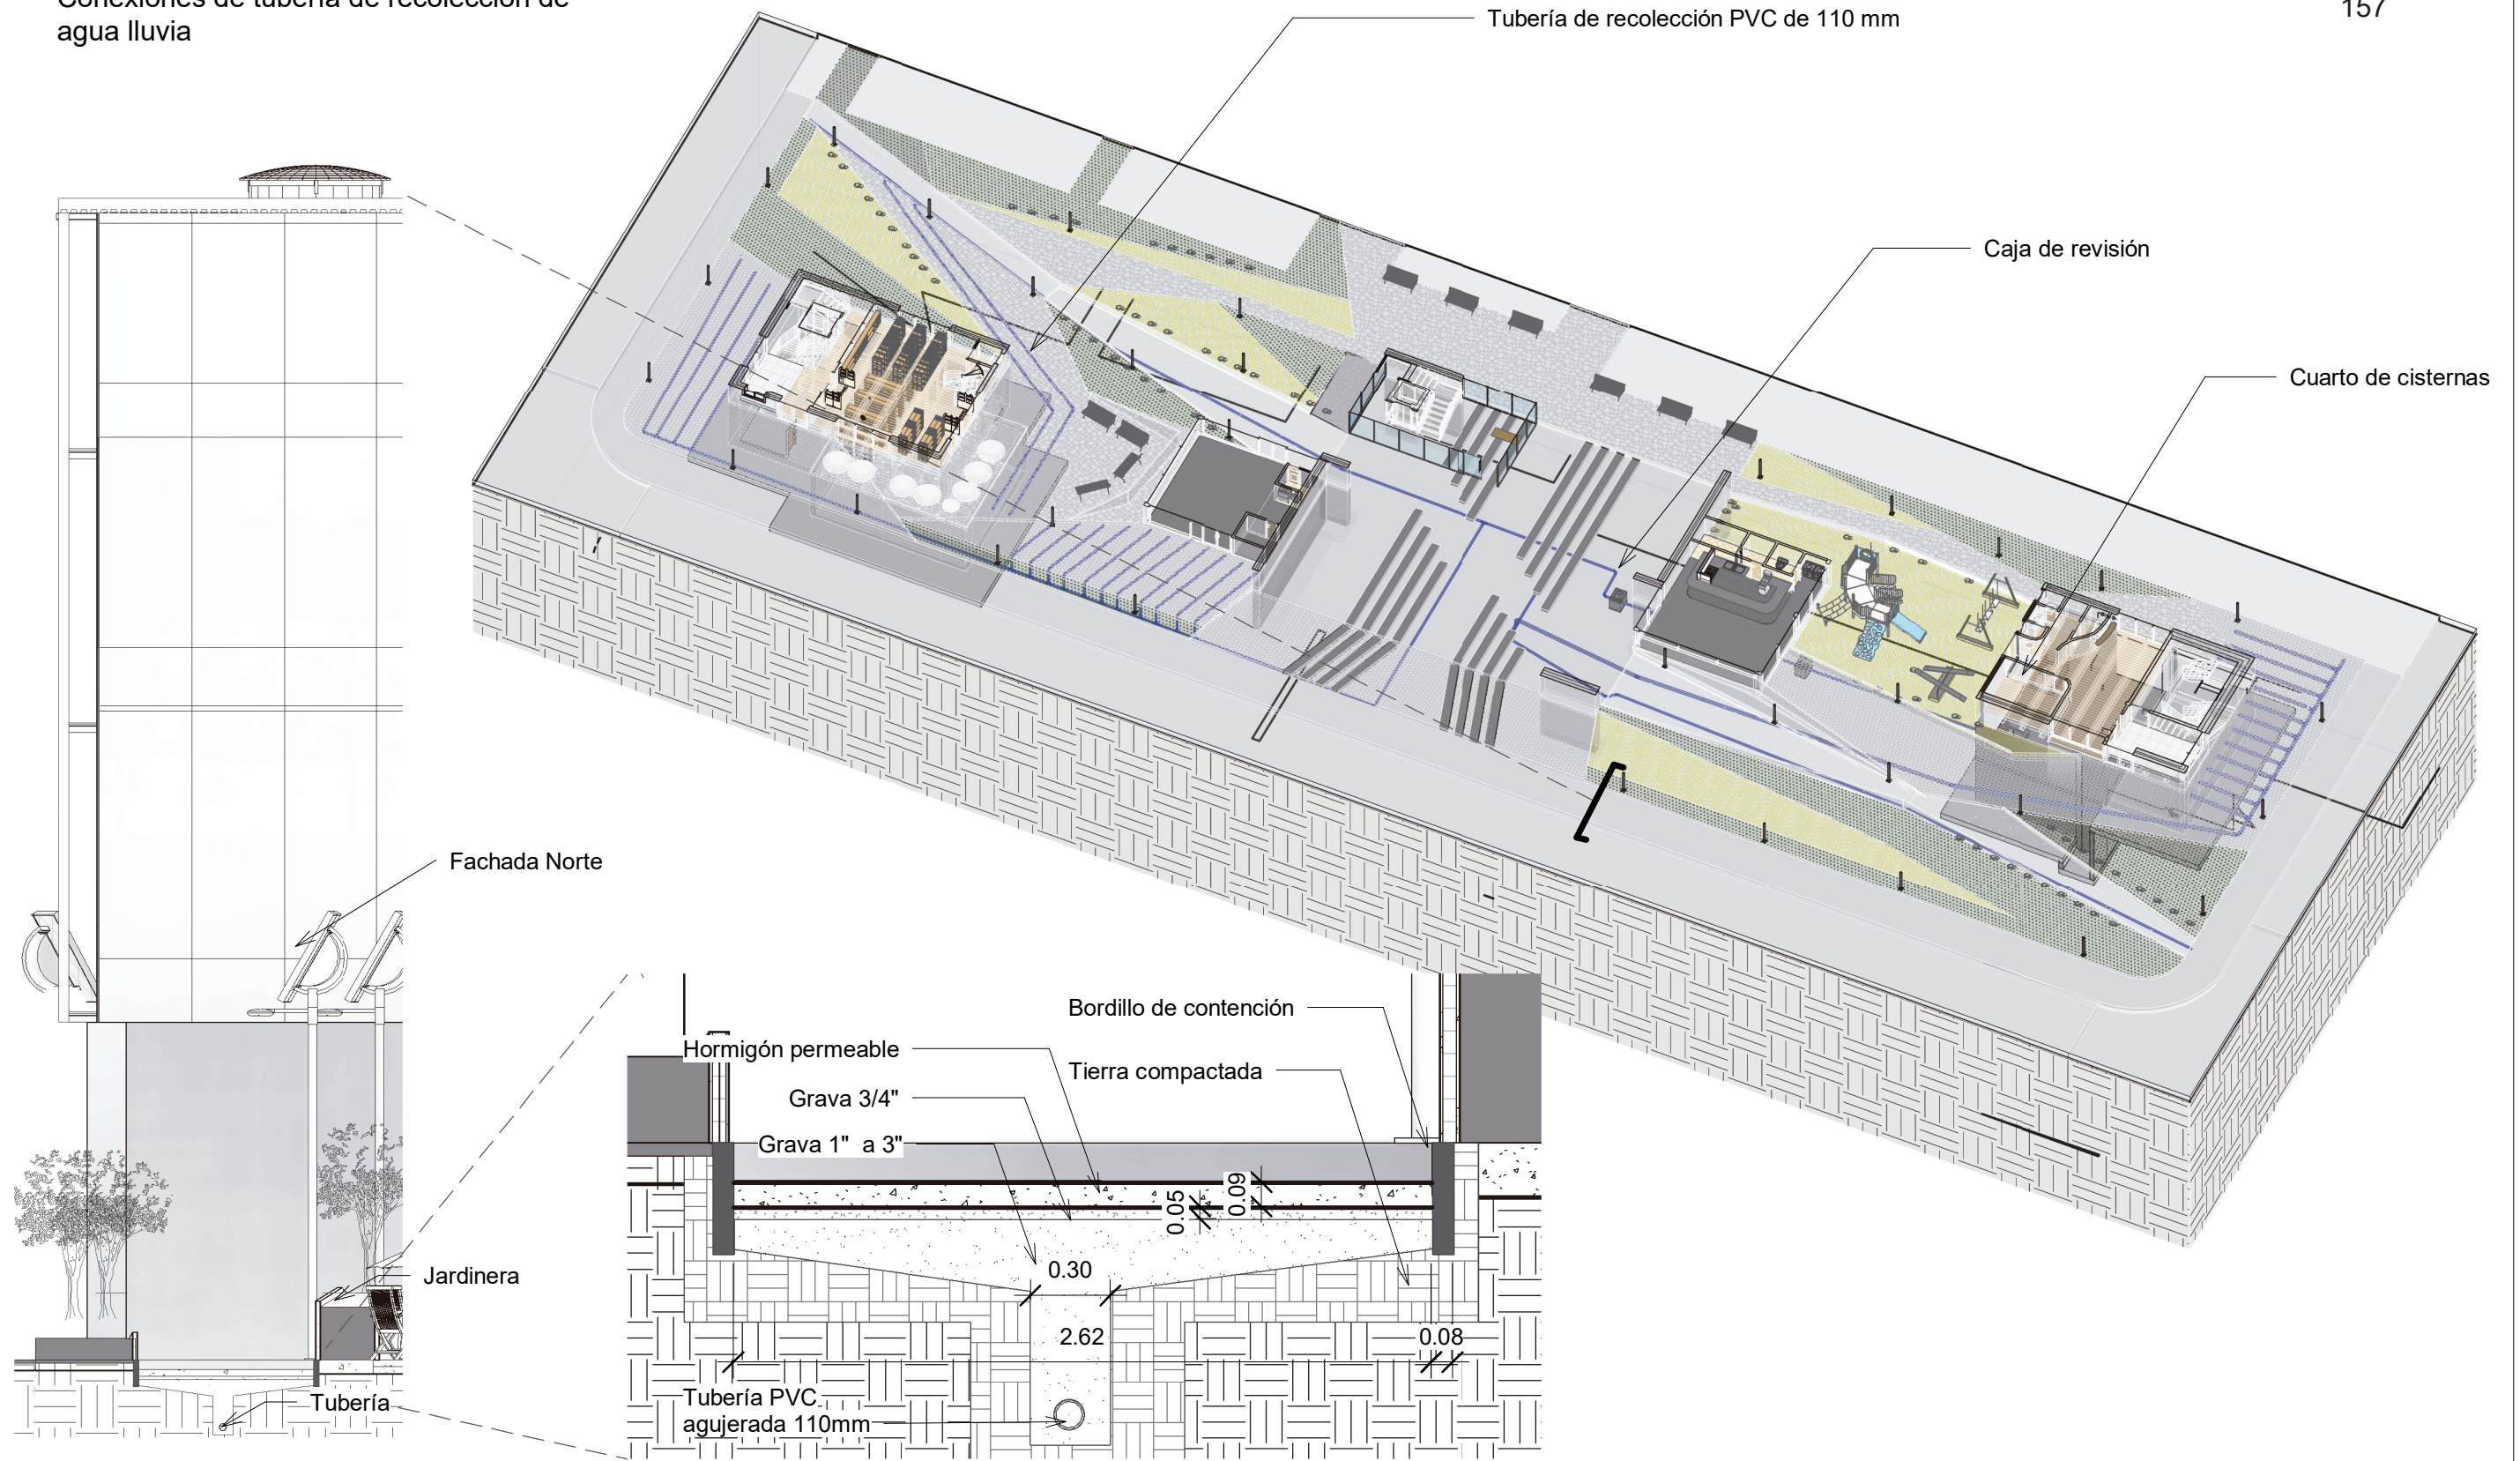 Conexiones de tubería de recolección de
agua lluvia
157
Tubería de recolección PVC de 110 mm
Caja de revisión
Cuarto de cisternas
Fachada Norte
Jardinera
Tubería
Bordillo de contención
Hormigón permeable
Tierra compactada
Grava 3/4"
Grava 1" a 3"
0.05
0.09
0.30
2.62
0.08
Tubería PVC
agujerada 110mm